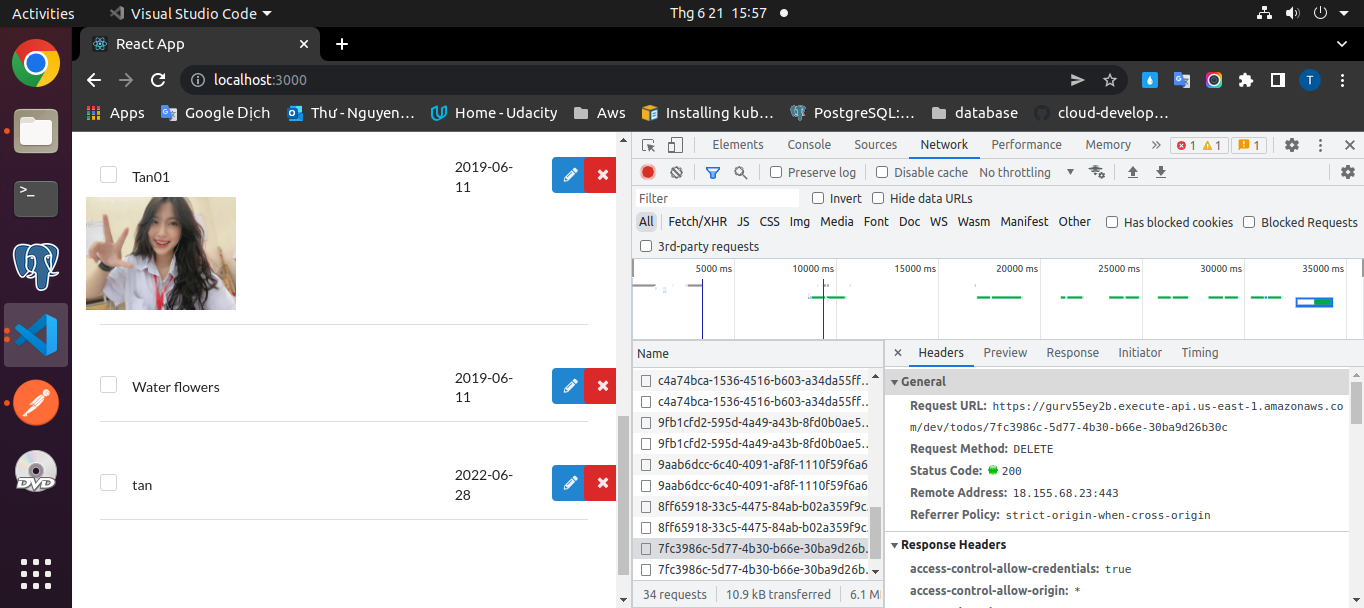 Activities
Visual Studio Code
Thg 6 21 15:57
React App
localhost:3000
T
Apps
Google Dịch
Thư - Nguyen…
Home - Udacity
Aws
Installing kub…
PostgreSQL:…
database
cloud-develop…
Tan01
2019-06-
11
Water flowers
2019-06-
11
tan
2022-06-
28
DVD
Elements
Console
Sources
Network
Performance
Memory
1
1
1
Preserve log
Disable cache
No throttling
Filter
Invert
Hide data URLs
All
Fetch/XHR
JS
CSS
Img
Media
Font
Doc
WS
Wasm
Manifest
Other
Has blocked cookies
Blocked Requests
3rd-party requests
5000 ms
10000 ms
15000 ms
20000 ms
25000 ms
30000 ms
35000 ms
Name
c4a74bca-1536-4516-b603-a34da55ff…
c4a74bca-1536-4516-b603-a34da55ff…
9fb1cfd2-595d-4a49-a43b-8fd0b0ae5…
9fb1cfd2-595d-4a49-a43b-8fd0b0ae5…
9aab6dcc-6c40-4091-af8f-1110f59f6a6
9aab6dcc-6c40-4091-af8f-1110f59f6a6
8ff65918-33c5-4475-84ab-b02a359f9c…
8ff65918-33c5-4475-84ab-b02a359f9c…
7fc3986c-5d77-4b30-b66e-30ba9d26b…
7fc3986c-5d77-4b30-b66e-30ba9d26b…
34 requests
10.9 kB transferred
6.1 M
Headers
Preview
Response
Initiator
Timing
General
Request URL: https://gurv55ey2b.execute-api.us-east-1.amazonaws.co
m/dev/todos/7fc3986c-5d77-4b30-b66e-30ba9d26b30c
Request Method: DELETE
Status Code: 200
Remote Address: 18.155.68.23:443
Referrer Policy: strict-origin-when-cross-origin
Response Headers
access-control-allow-credentials: true
access-control-allow-origin: *